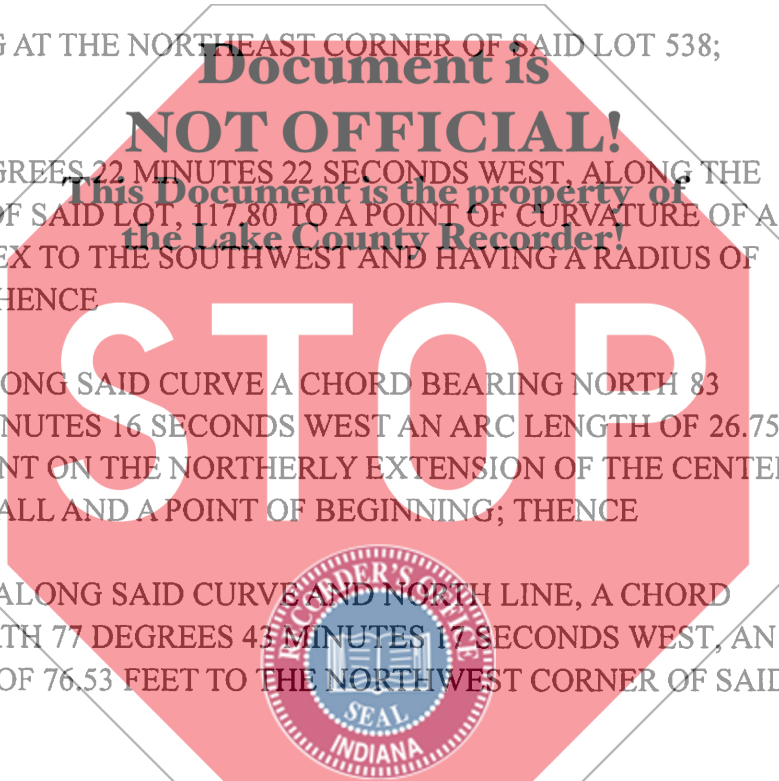 G AT THE NORTHEAST CORNER OF SAID LOT 538;
Document is
NOT OFFICIAL!
GREES 22 MINUTES 22 SECONDS WEST, ALONG THE
This Document is the property of
OF SAID LOT, 117.80 TO A POINT OF CURVATURE OF A
the Lake County Recorder!
EX TO THE SOUTHWEST AND HAVING A RADIUS OF
HENCE
STOP
ONG SAID CURVE A CHORD BEARING NORTH 83
NUTES 16 SECONDS WEST AN ARC LENGTH OF 26.75
NT ON THE NORTHERLY EXTENSION OF THE CENTE
ALL AND A POINT OF BEGINNING; THENCE
ALONG SAID CURVE AND NORTH LINE, A CHORD
TH 77 DEGREES 43 MINUTES 17 SECONDS WEST, AN
OF 76.53 FEET TO THE NORTHWEST CORNER OF SAID
RECORDER'S OFFICE
SEAL
INDIANA